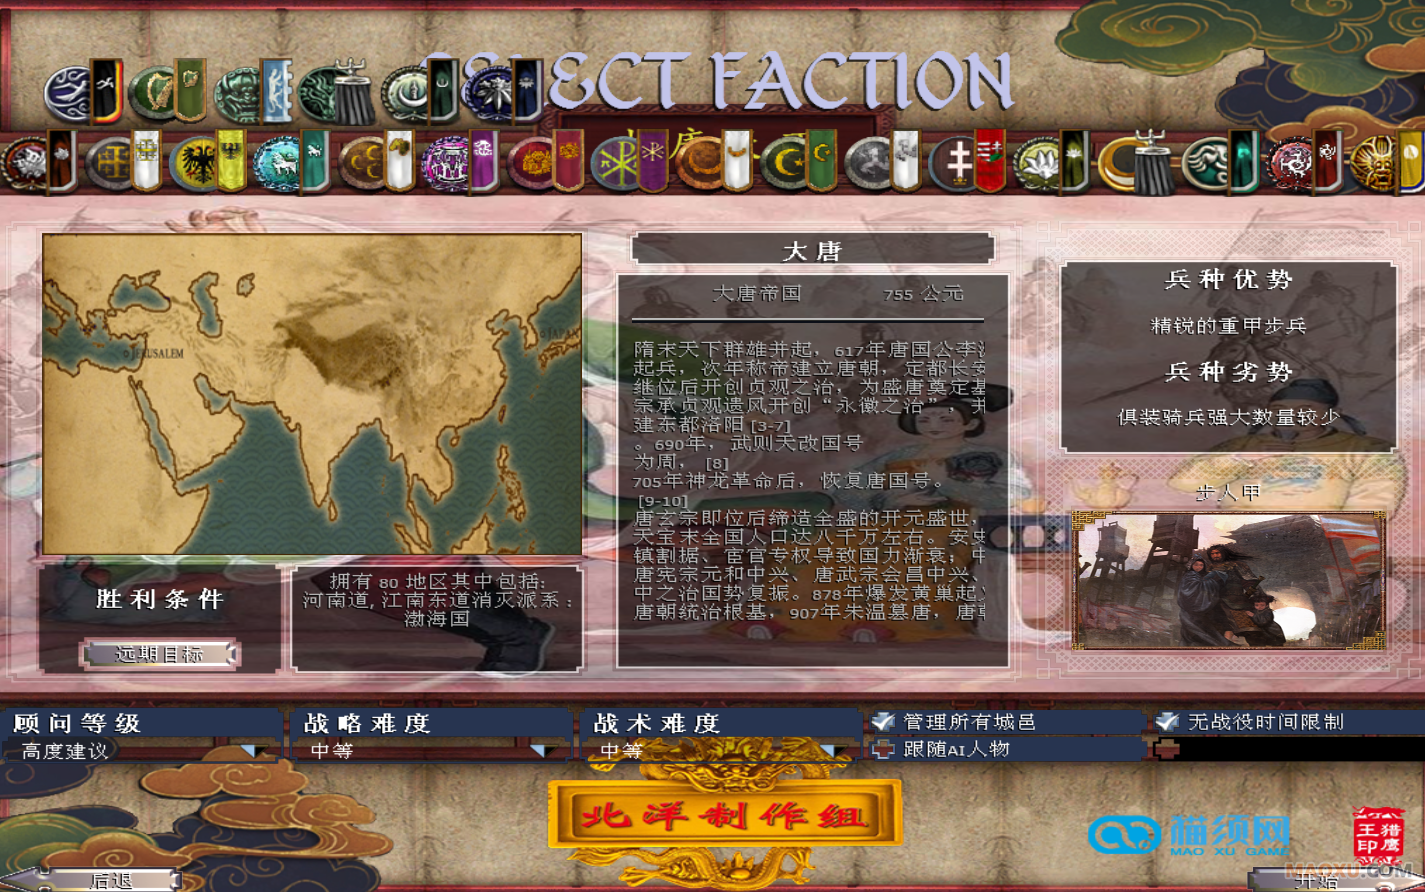 SELECT FACTION
大唐
大唐帝国 755 公元
隋末天下群雄并起，617年唐国公李渊
起兵，次年称帝建立唐朝，定都长安
继位后开创贞观之治，为盛唐奠定基
宗承贞观遗风开创“永徽之治”，并
建东都洛阳 [3-7]
。690年，武则天改国号
为周， [8]
705年神龙革命后，恢复唐国号。
[9-10]
唐玄宗即位后缔造全盛的开元盛世，
天宝末全国人口达八千万左右。安史
镇割据、宦官专权导致国力渐衰；中
唐宪宗元和中兴、唐武宗会昌中兴、
中之治国势复振。878年爆发黄巢起义
唐朝统治根基，907年朱温篡唐，唐朝
JERUSALEM
JAPAN
兵种优势
精锐的重甲步兵
兵种劣势
俱装骑兵强大数量较少
步人甲
胜利条件
远期目标
拥有 80 地区其中包括:
河南道, 江南东道消灭派系：
渤海国
顾问等级
高度建议
战略难度
中等
战术难度
中等
管理所有城邑
跟随AI人物
无战役时间限制
北洋制作组
猫须网
MAO XU GAME
猎鹰王印
MAOXU.COM
后退
开始